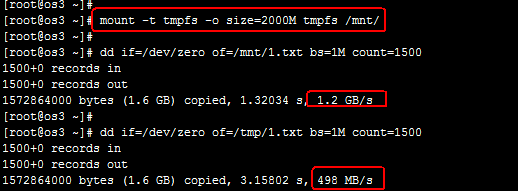 [root@os3 ~]#
[root@os3 ~]# mount -t tmpfs -o size=2000M tmpfs /mnt/
[root@os3 ~]#
[root@os3 ~]# dd if=/dev/zero of=/mnt/1.txt bs=1M count=1500
1500+0 records in
1500+0 records out
1572864000 bytes (1.6 GB) copied, 1.32034 s, 1.2 GB/s
[root@os3 ~]#
[root@os3 ~]# dd if=/dev/zero of=/tmp/1.txt bs=1M count=1500
1500+0 records in
1500+0 records out
1572864000 bytes (1.6 GB) copied, 3.15802 s, 498 MB/s
[root@os3 ~]#